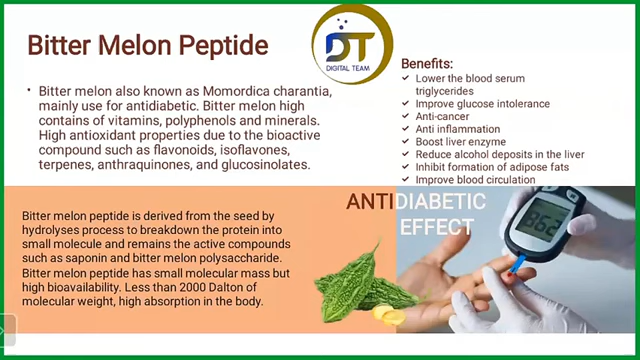 Bitter Melon Peptide
• Bitter melon also known as Momordica charantia,
mainly use for antidiabetic. Bitter melon high
contains of vitamins, polyphenols and minerals.
High antioxidant properties due to the bioactive
compound such as flavonoids, isoflavones,
terpenes, anthraquinones, and glucosinolates.
DT
DIGITAL TEAM
Benefits:
✓ Lower the blood serum
triglycerides
✓ Improve glucose intolerance
✓ Anti-cancer
✓ Anti inflammation
✓ Boost liver enzyme
✓ Reduce alcohol deposits in the liver
✓ Inhibit formation of adipose fats
✓ Improve blood circulation
Bitter melon peptide is derived from the seed by
hydrolyses process to breakdown the protein into
small molecule and remains the active compounds
such as saponin and bitter melon polysaccharide.
Bitter melon peptide has small molecular mass but
high bioavailability. Less than 2000 Dalton of
molecular weight, high absorption in the body.
ANTIDIABETIC
EFFECT
862